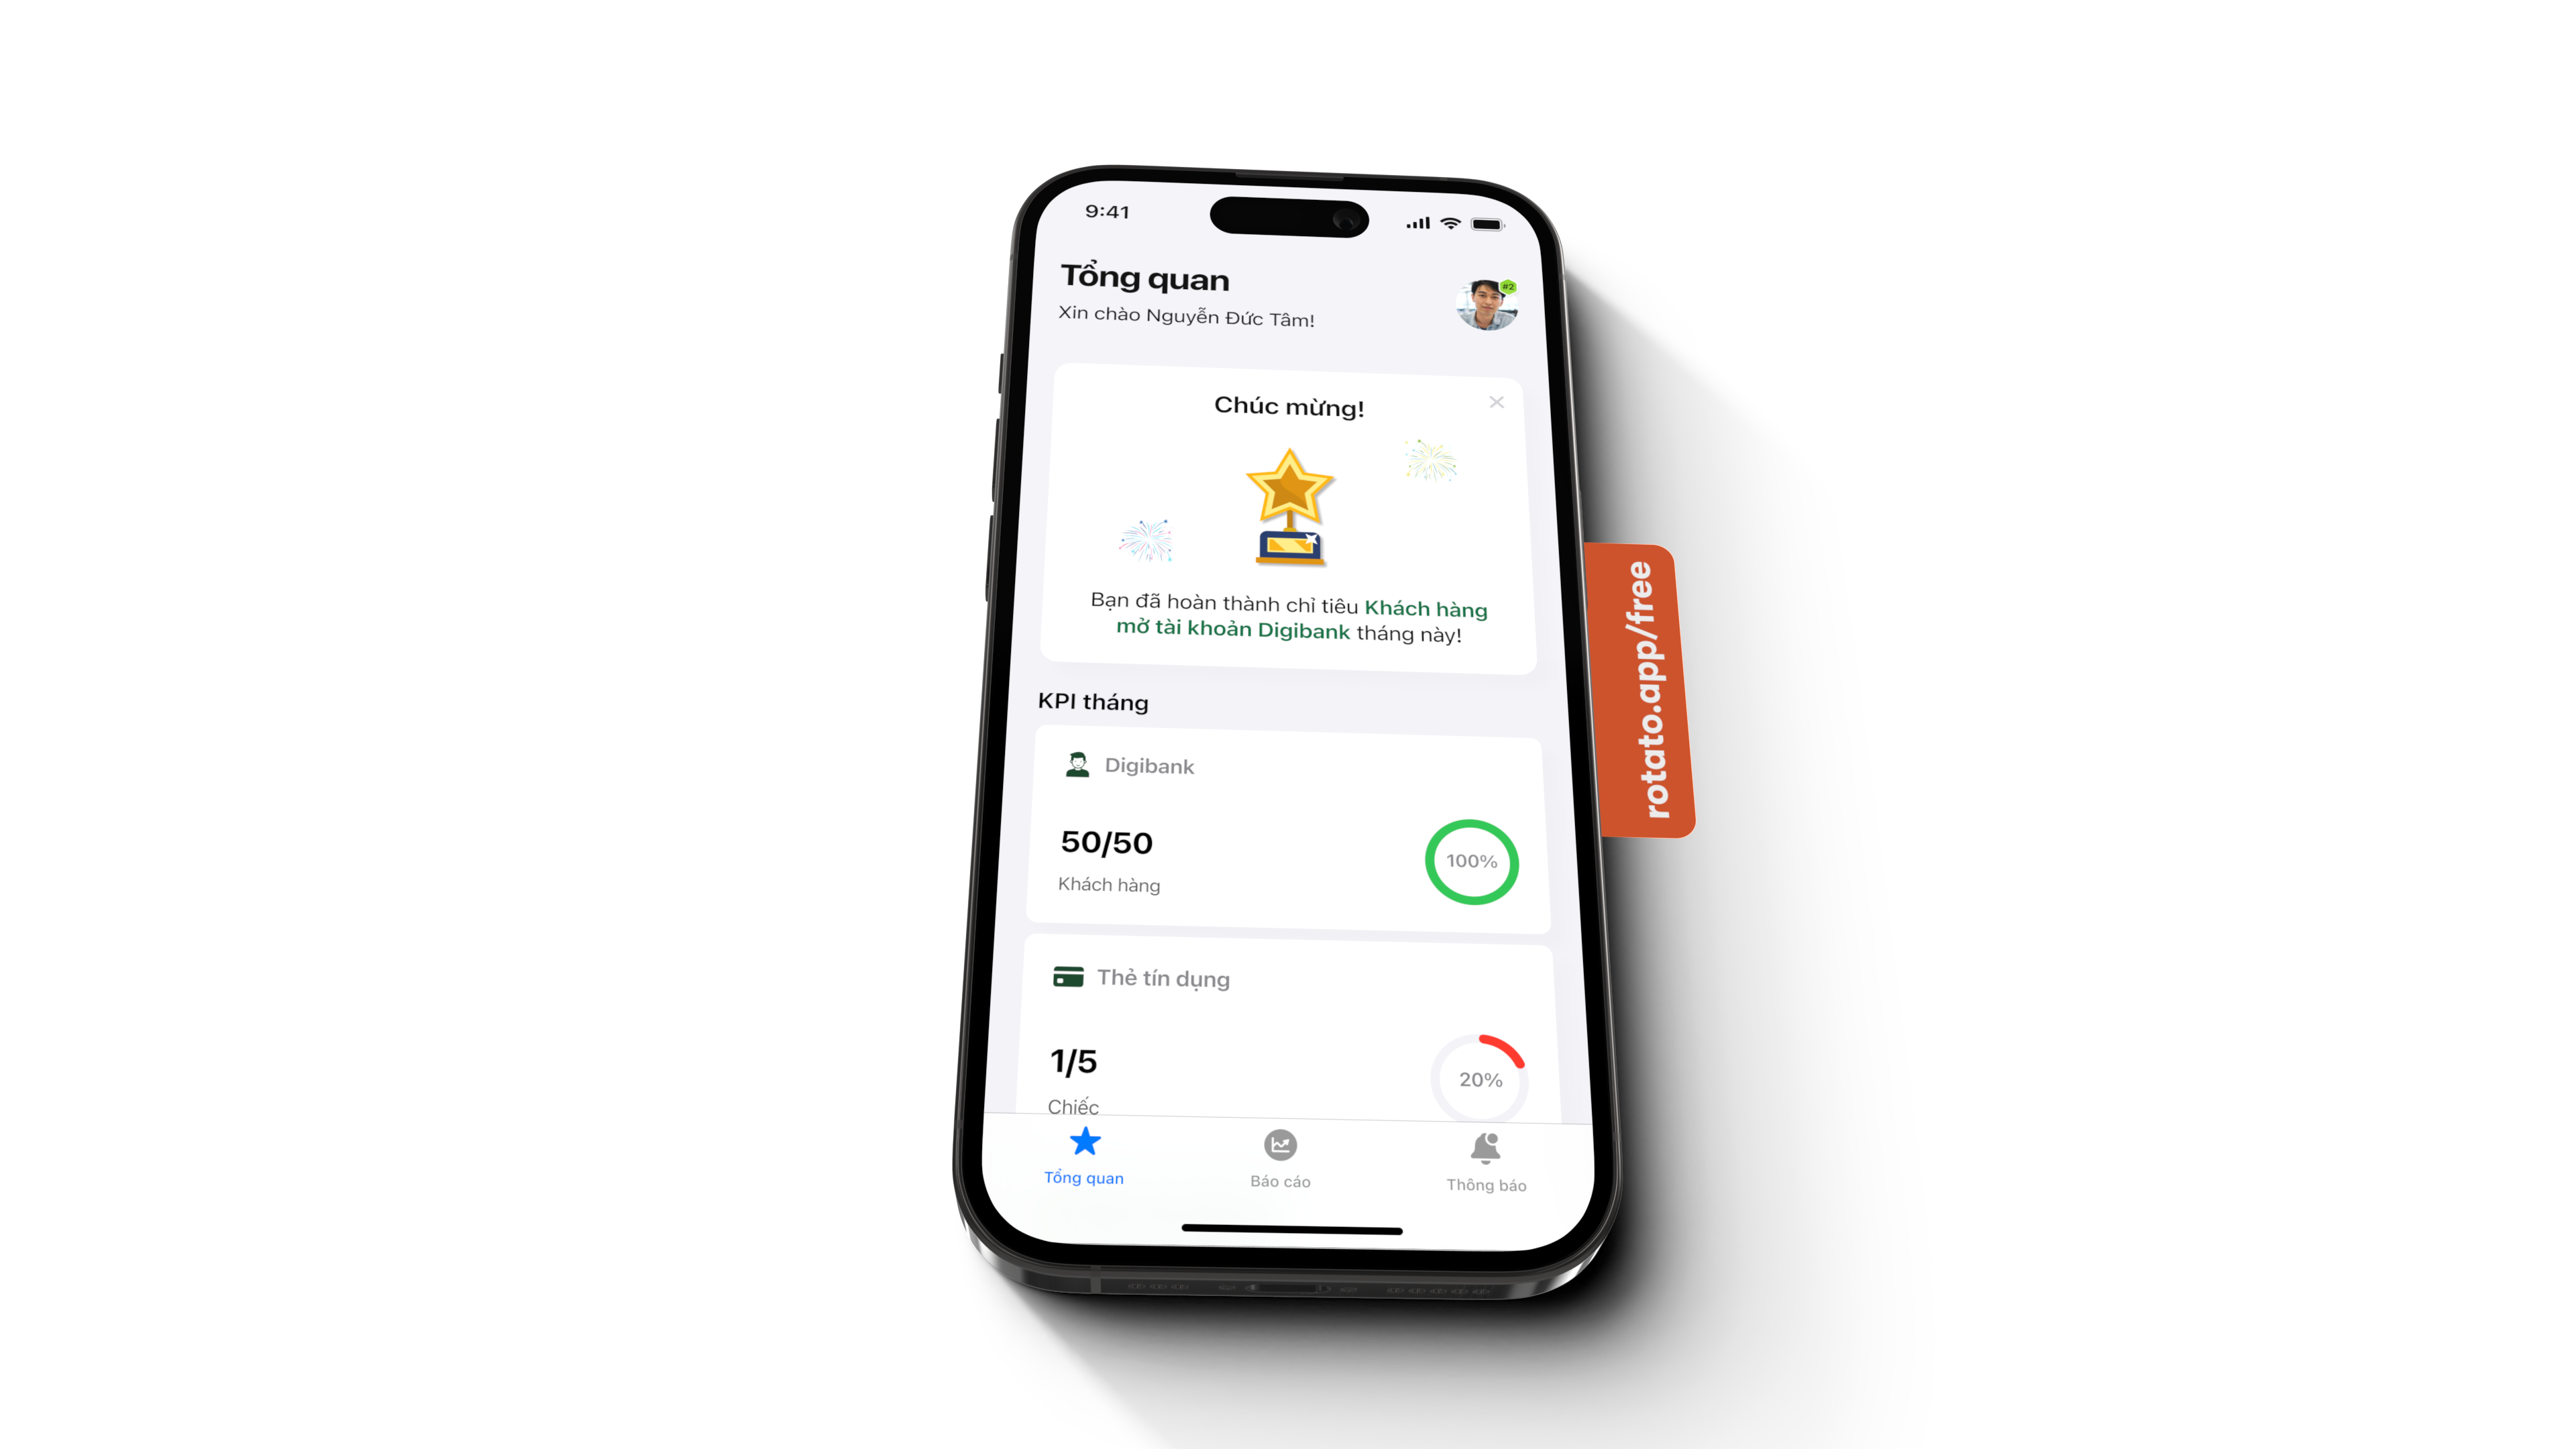 9:41
Tổng quan
#2
Xin chào Nguyễn Đức Tâm!
Chúc mừng!
Bạn đã hoàn thành chỉ tiêu Khách hàng
mở tài khoản Digibank tháng này!
KPI tháng
Digibank
50/50
100%
Khách hàng
Thẻ tín dụng
1/5
20%
Chiếc
Tổng quan
Báo cáo
Thông báo
rotato.app/free